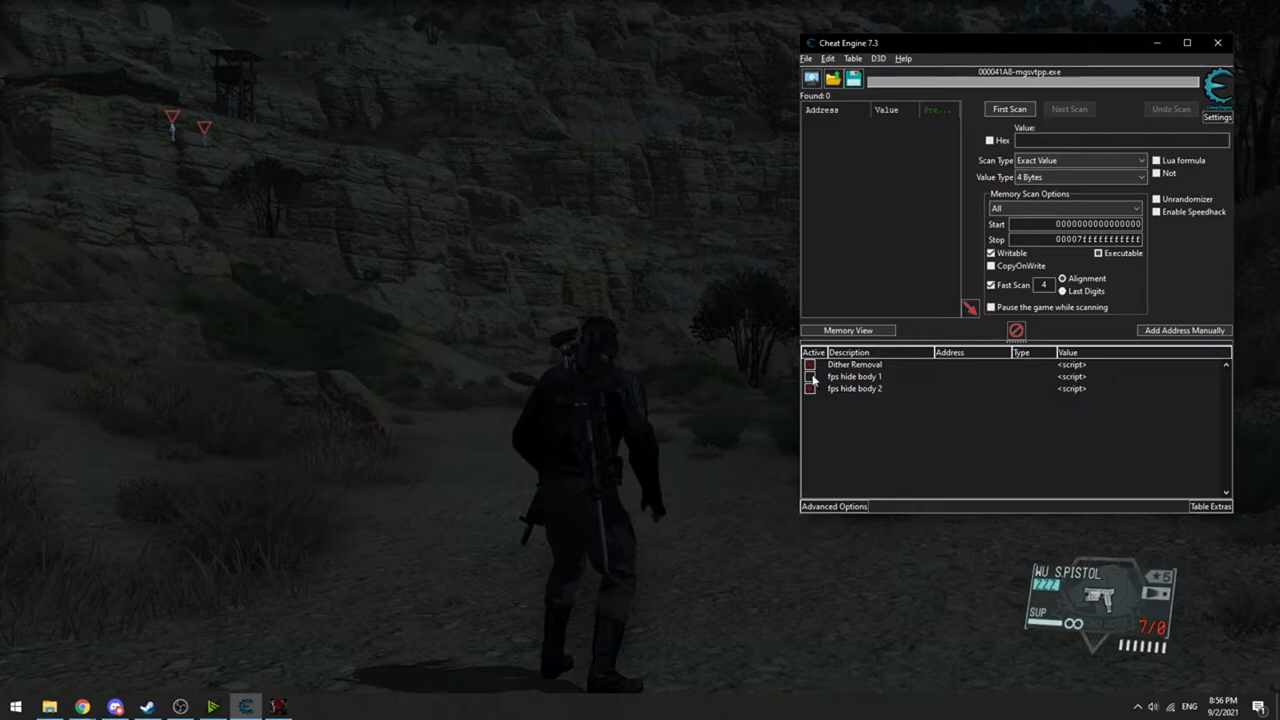 Cheat Engine 7.3
File Edit Table D3D Help
000041A8-mgsvtpp.exe
Found: 0
Address Value Pre...
First Scan Next Scan Undo Scan
Settings
Value:
Hex
Scan Type Exact Value
Lua formula
Value Type 4 Bytes
Not
Memory Scan Options
All
Unrandomizer
Enable Speedhack
Start 0000000000000000
Stop 00007fffffffffff
Writable Executable
CopyOnWrite
Fast Scan 4 Alignment
Last Digits
Pause the game while scanning
Memory View Add Address Manually
Active Description Address Type Value
Dither Removal <script>
fps hide body 1 <script>
fps hide body 2 <script>
Advanced Options Table Extras
WU S.PISTOL
ZZZ
5
SUP
∞
7/0
8:56 PM
ENG
9/2/2021